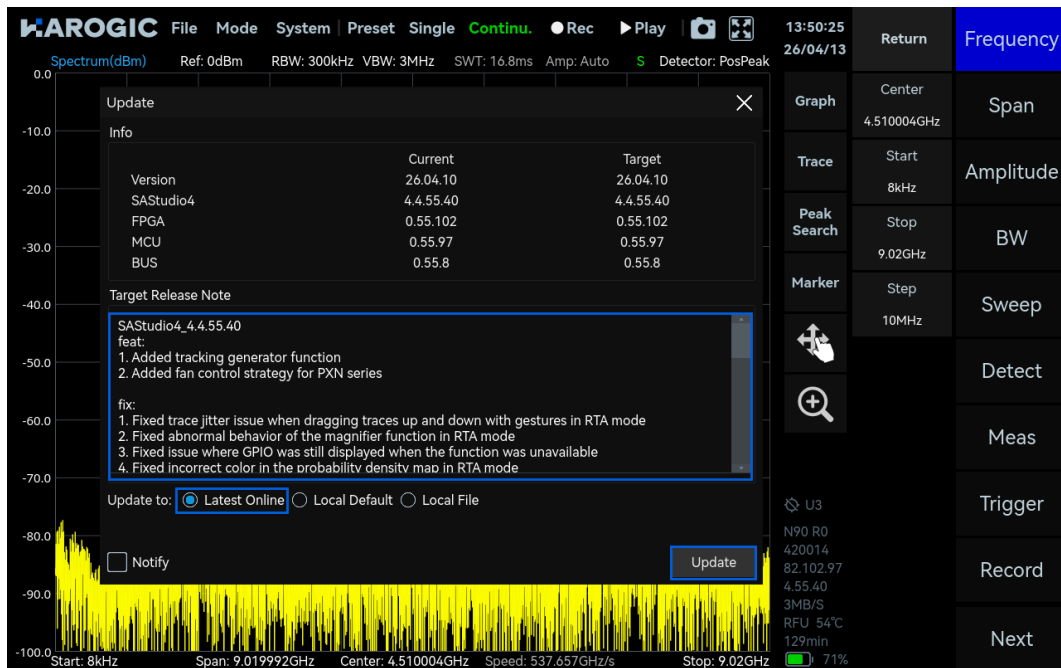 HAROGIC File Mode System Preset Single Continu. Rec Play
Spectrum(dBm) Ref: 0dBm RBW: 300kHz VBW: 3MHz SWT: 16.8ms Amp: Auto S Detector: PosPeak
13:50:25
26/04/13
0.0
-10.0
-20.0
-30.0
-40.0
-50.0
-60.0
-70.0
-80.0
-90.0
-100.0
Update
Info
Current Target
Version 26.04.10 26.04.10
SAStudio4 4.4.55.40 4.4.55.40
FPGA 0.55.102 0.55.102
MCU 0.55.97 0.55.97
BUS 0.55.8 0.55.8
Target Release Note
SAStudio4_4.4.55.40
feat:
1. Added tracking generator function
2. Added fan control strategy for PXN series
fix:
1. Fixed trace jitter issue when dragging traces up and down with gestures in RTA mode
2. Fixed abnormal behavior of the magnifier function in RTA mode
3. Fixed issue where GPIO was still displayed when the function was unavailable
4. Fixed incorrect color in the probability density map in RTA mode
Update to: Latest Online Local Default Local File
Notify
Update
Start: 8kHz Span: 9.019992GHz Center: 4.510004GHz Speed: 537.657GHz/s Stop: 9.02GHz
Graph
Trace
Peak
Search
Marker
U3
N90 R0
420014
82.102.97
4.55.40
3MB/S
RFU 54℃
129min
71%
Return
Center
4.510004GHz
Start
8kHz
Stop
9.02GHz
Step
10MHz
Frequency
Span
Amplitude
BW
Sweep
Detect
Meas
Trigger
Record
Next